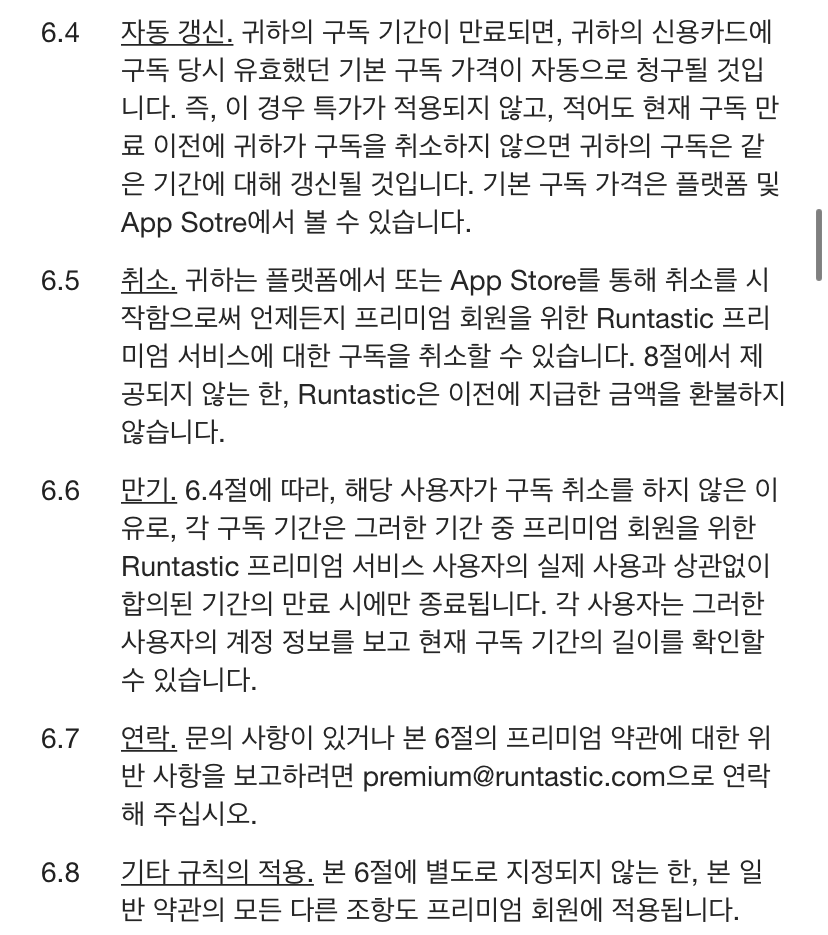 6.4 자동 갱신. 귀하의 구독 기간이 만료되면, 귀하의 신용카드에
구독 당시 유효했던 기본 구독 가격이 자동으로 청구될 것입
니다. 즉, 이 경우 특가가 적용되지 않고, 적어도 현재 구독 만
료 이전에 귀하가 구독을 취소하지 않으면 귀하의 구독은 같
은 기간에 대해 갱신될 것입니다. 기본 구독 가격은 플랫폼 및
App Sotre에서 볼 수 있습니다.
6.5 취소. 귀하는 플랫폼에서 또는 App Store를 통해 취소를 시
작함으로써 언제든지 프리미엄 회원을 위한 Runtastic 프리
미엄 서비스에 대한 구독을 취소할 수 있습니다. 8절에서 제
공되지 않는 한, Runtastic은 이전에 지급한 금액을 환불하지
않습니다.
6.6 만기. 6.4절에 따라, 해당 사용자가 구독 취소를 하지 않은 이
유로, 각 구독 기간은 그러한 기간 중 프리미엄 회원을 위한
Runtastic 프리미엄 서비스 사용자의 실제 사용과 상관없이
합의된 기간의 만료 시에만 종료됩니다. 각 사용자는 그러한
사용자의 계정 정보를 보고 현재 구독 기간의 길이를 확인할
수 있습니다.
6.7 연락. 문의 사항이 있거나 본 6절의 프리미엄 약관에 대한 위
반 사항을 보고하려면 premium@runtastic.com으로 연락
해 주십시오.
6.8 기타 규칙의 적용. 본 6절에 별도로 지정되지 않는 한, 본 일
반 약관의 모든 다른 조항도 프리미엄 회원에 적용됩니다.